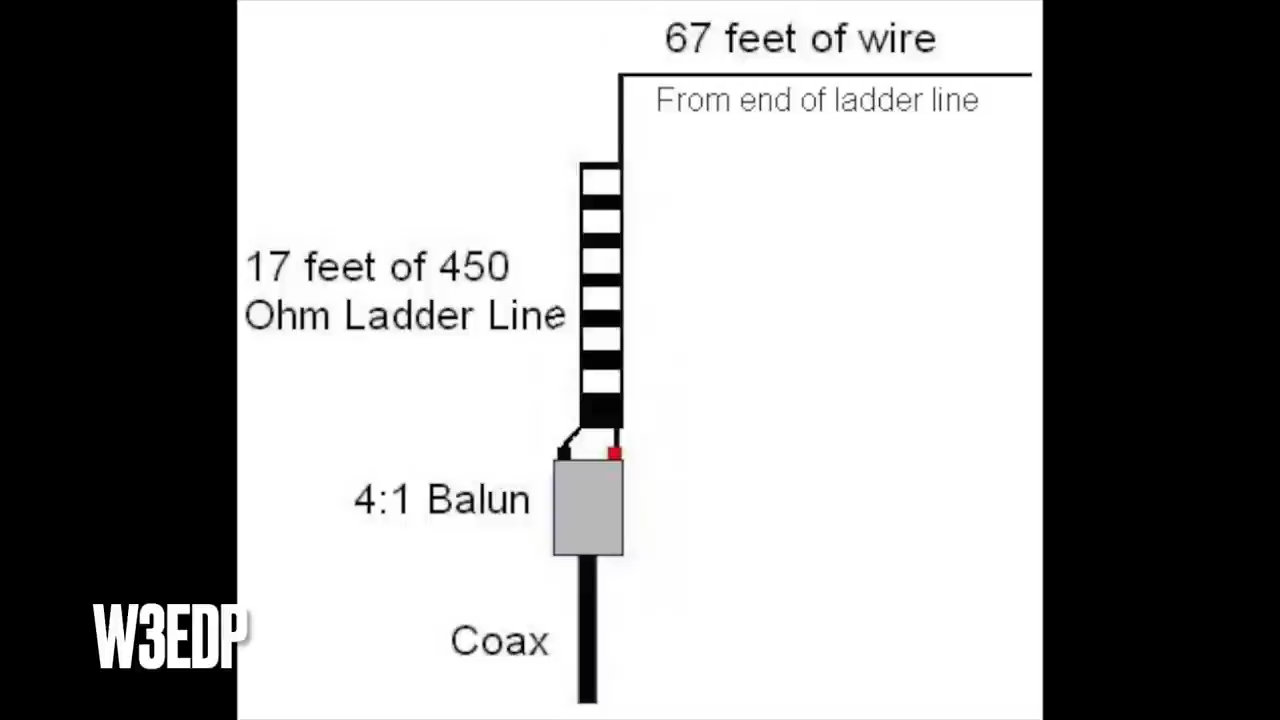 67 feet of wire
From end of ladder line
17 feet of 450
Ohm Ladder Line
4:1 Balun
Coax
W3EDP